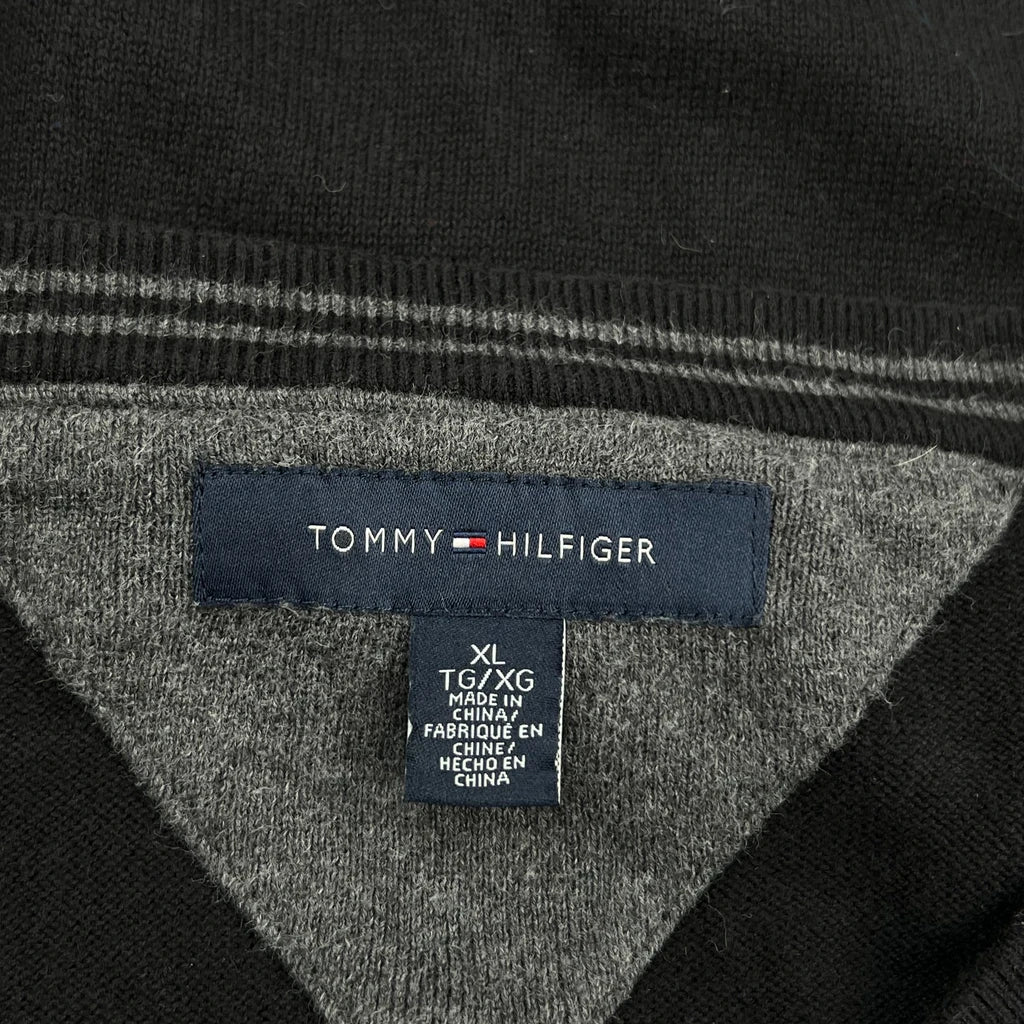 TOMMY HILFIGER
XL
TG/XG
MADE IN
CHINA/
FABRIQUÉ EN
CHINE/
HECHO EN
CHINA